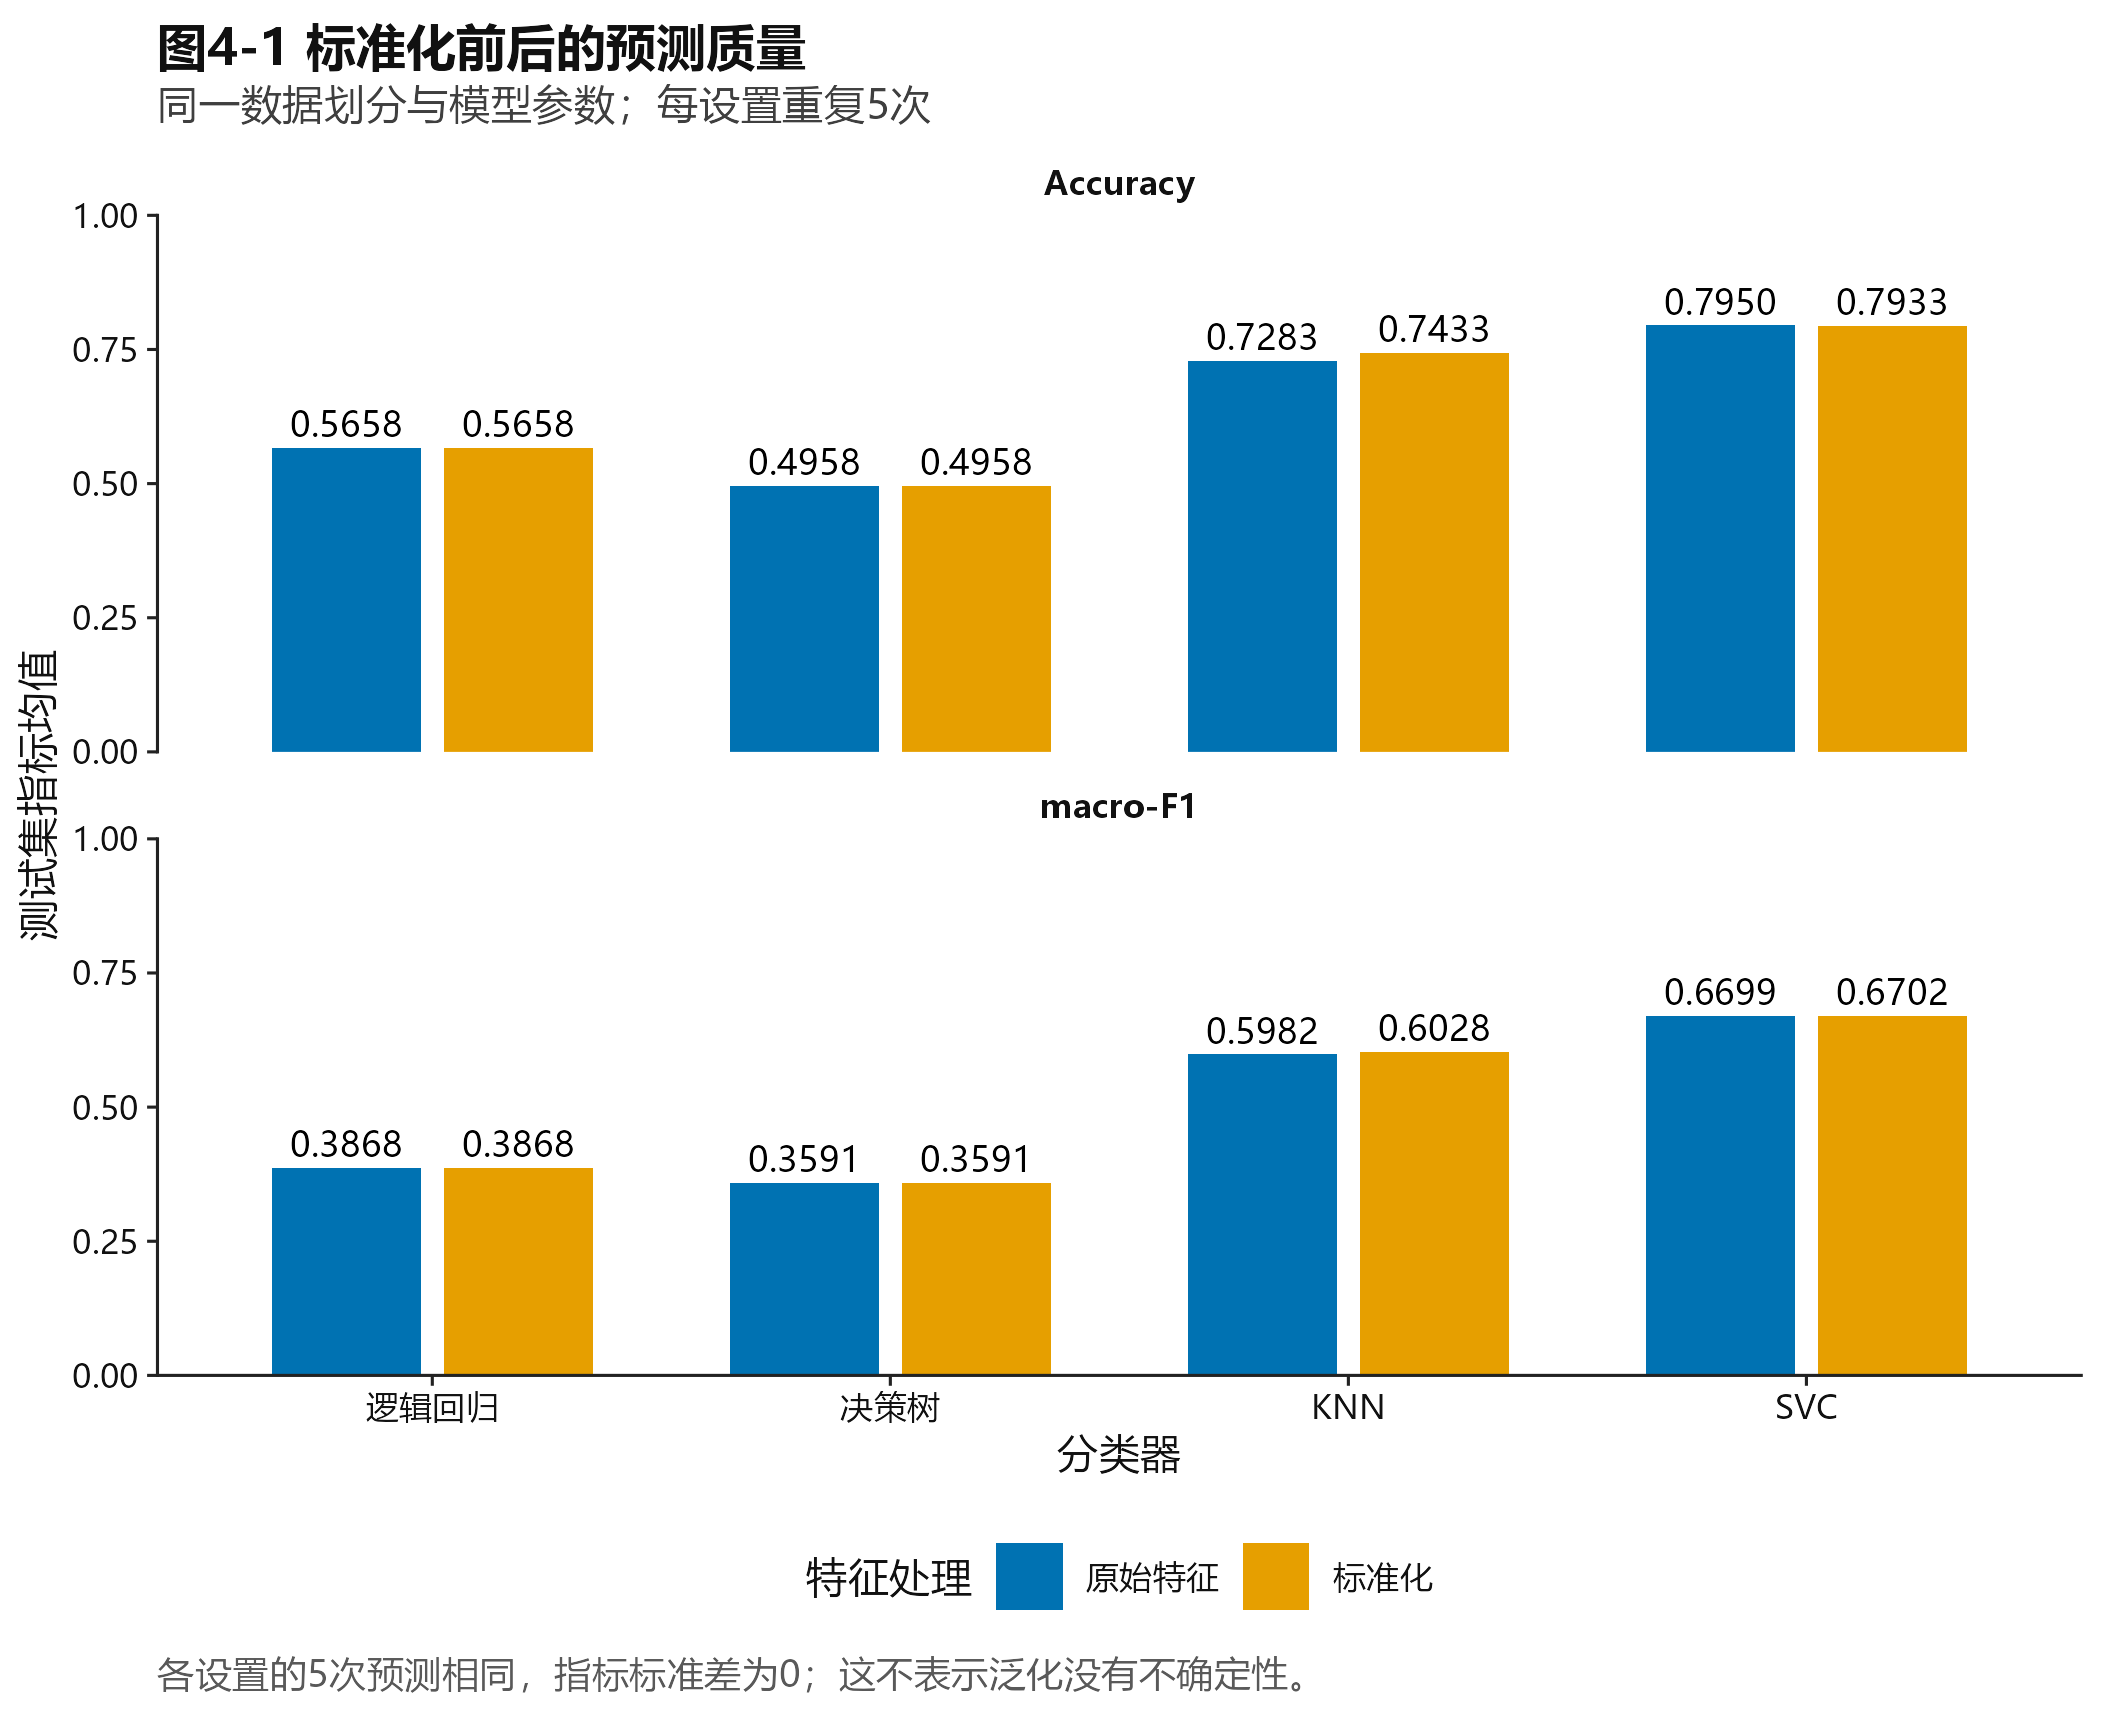 图4-1 标准化前后的预测质量
同一数据划分与模型参数；每设置重复5次
测试集指标均值
Accuracy
1.00
0.75
0.50
0.25
0.00
0.5658 0.5658 0.4958 0.4958 0.7283 0.7433 0.7950 0.7933
macro-F1
1.00
0.75
0.50
0.25
0.00
0.3868 0.3868 0.3591 0.3591 0.5982 0.6028 0.6699 0.6702
逻辑回归 决策树 KNN SVC
分类器
特征处理 原始特征 标准化
各设置的5次预测相同，指标标准差为0；这不表示泛化没有不确定性。